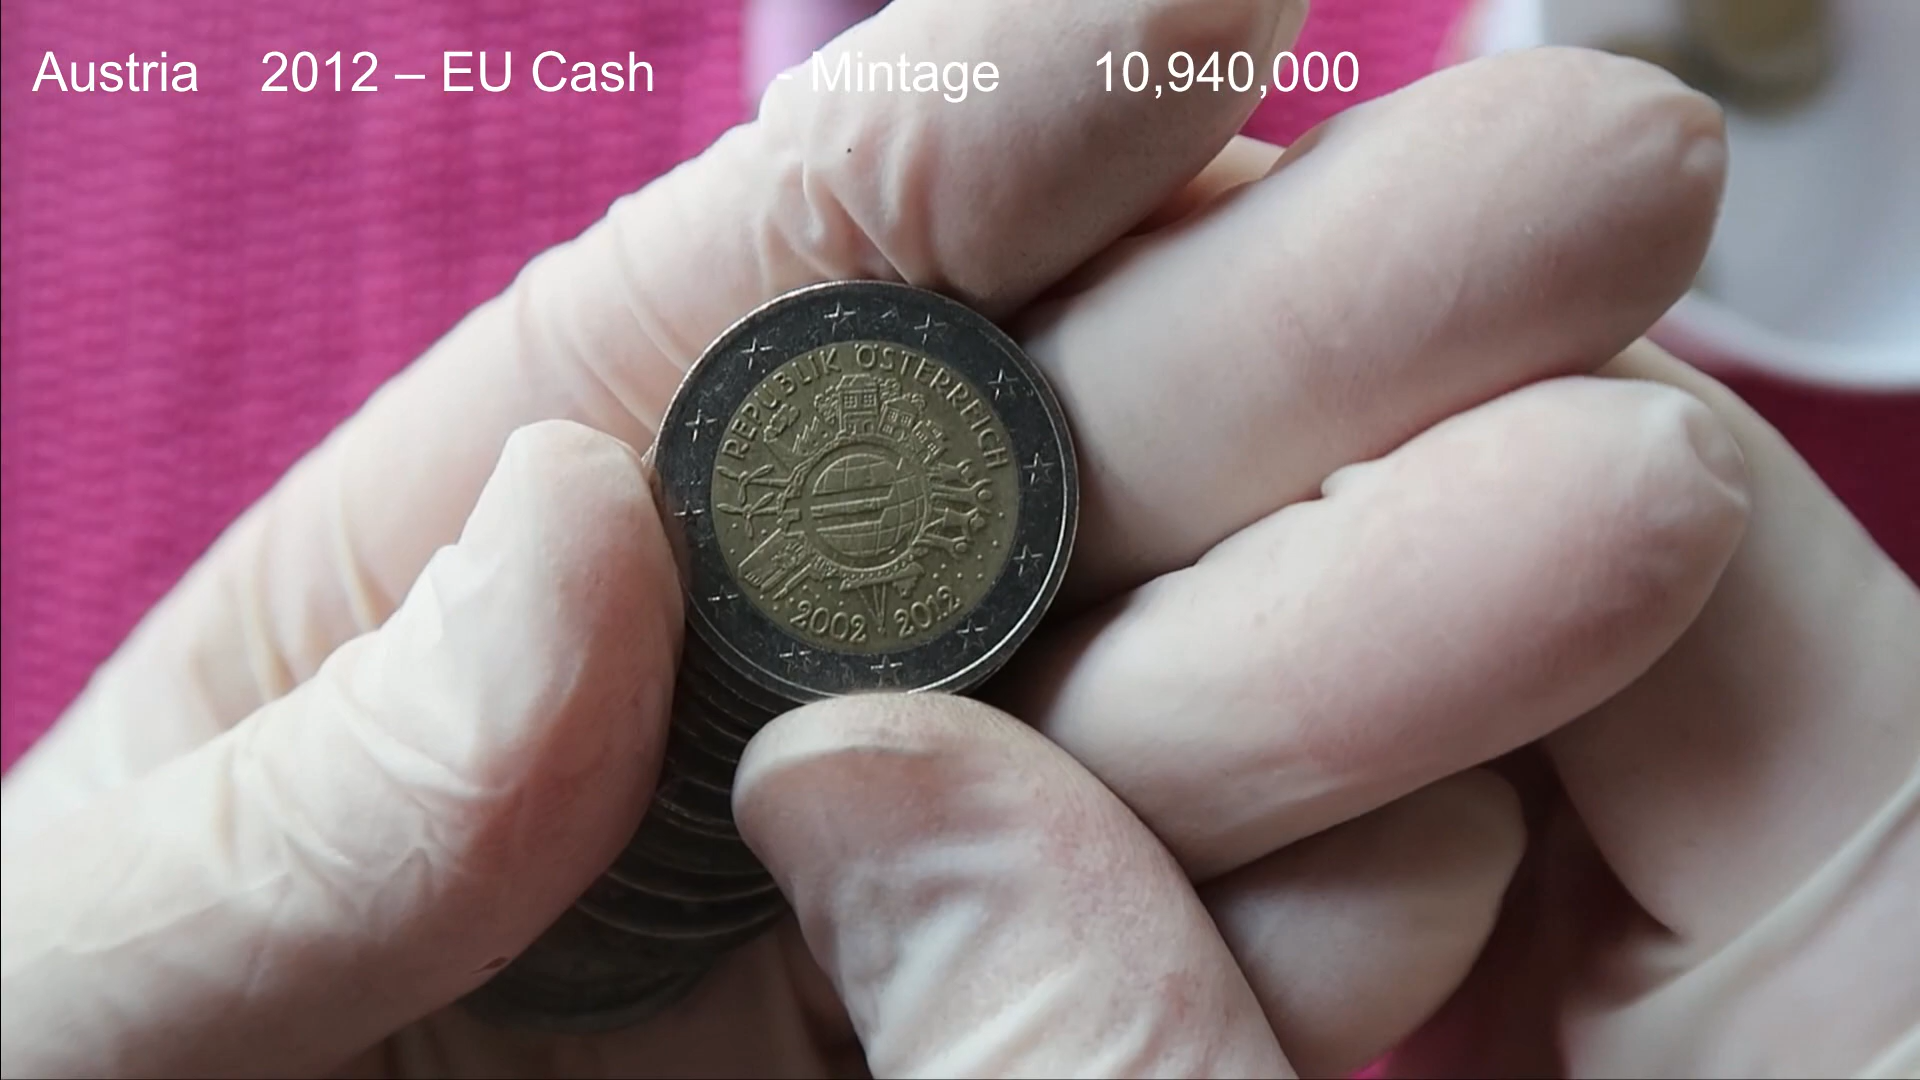 Austria 2012 – EU Cash - Mintage 10,940,000
REPUBLIK ÖSTERREICH
2002 2012